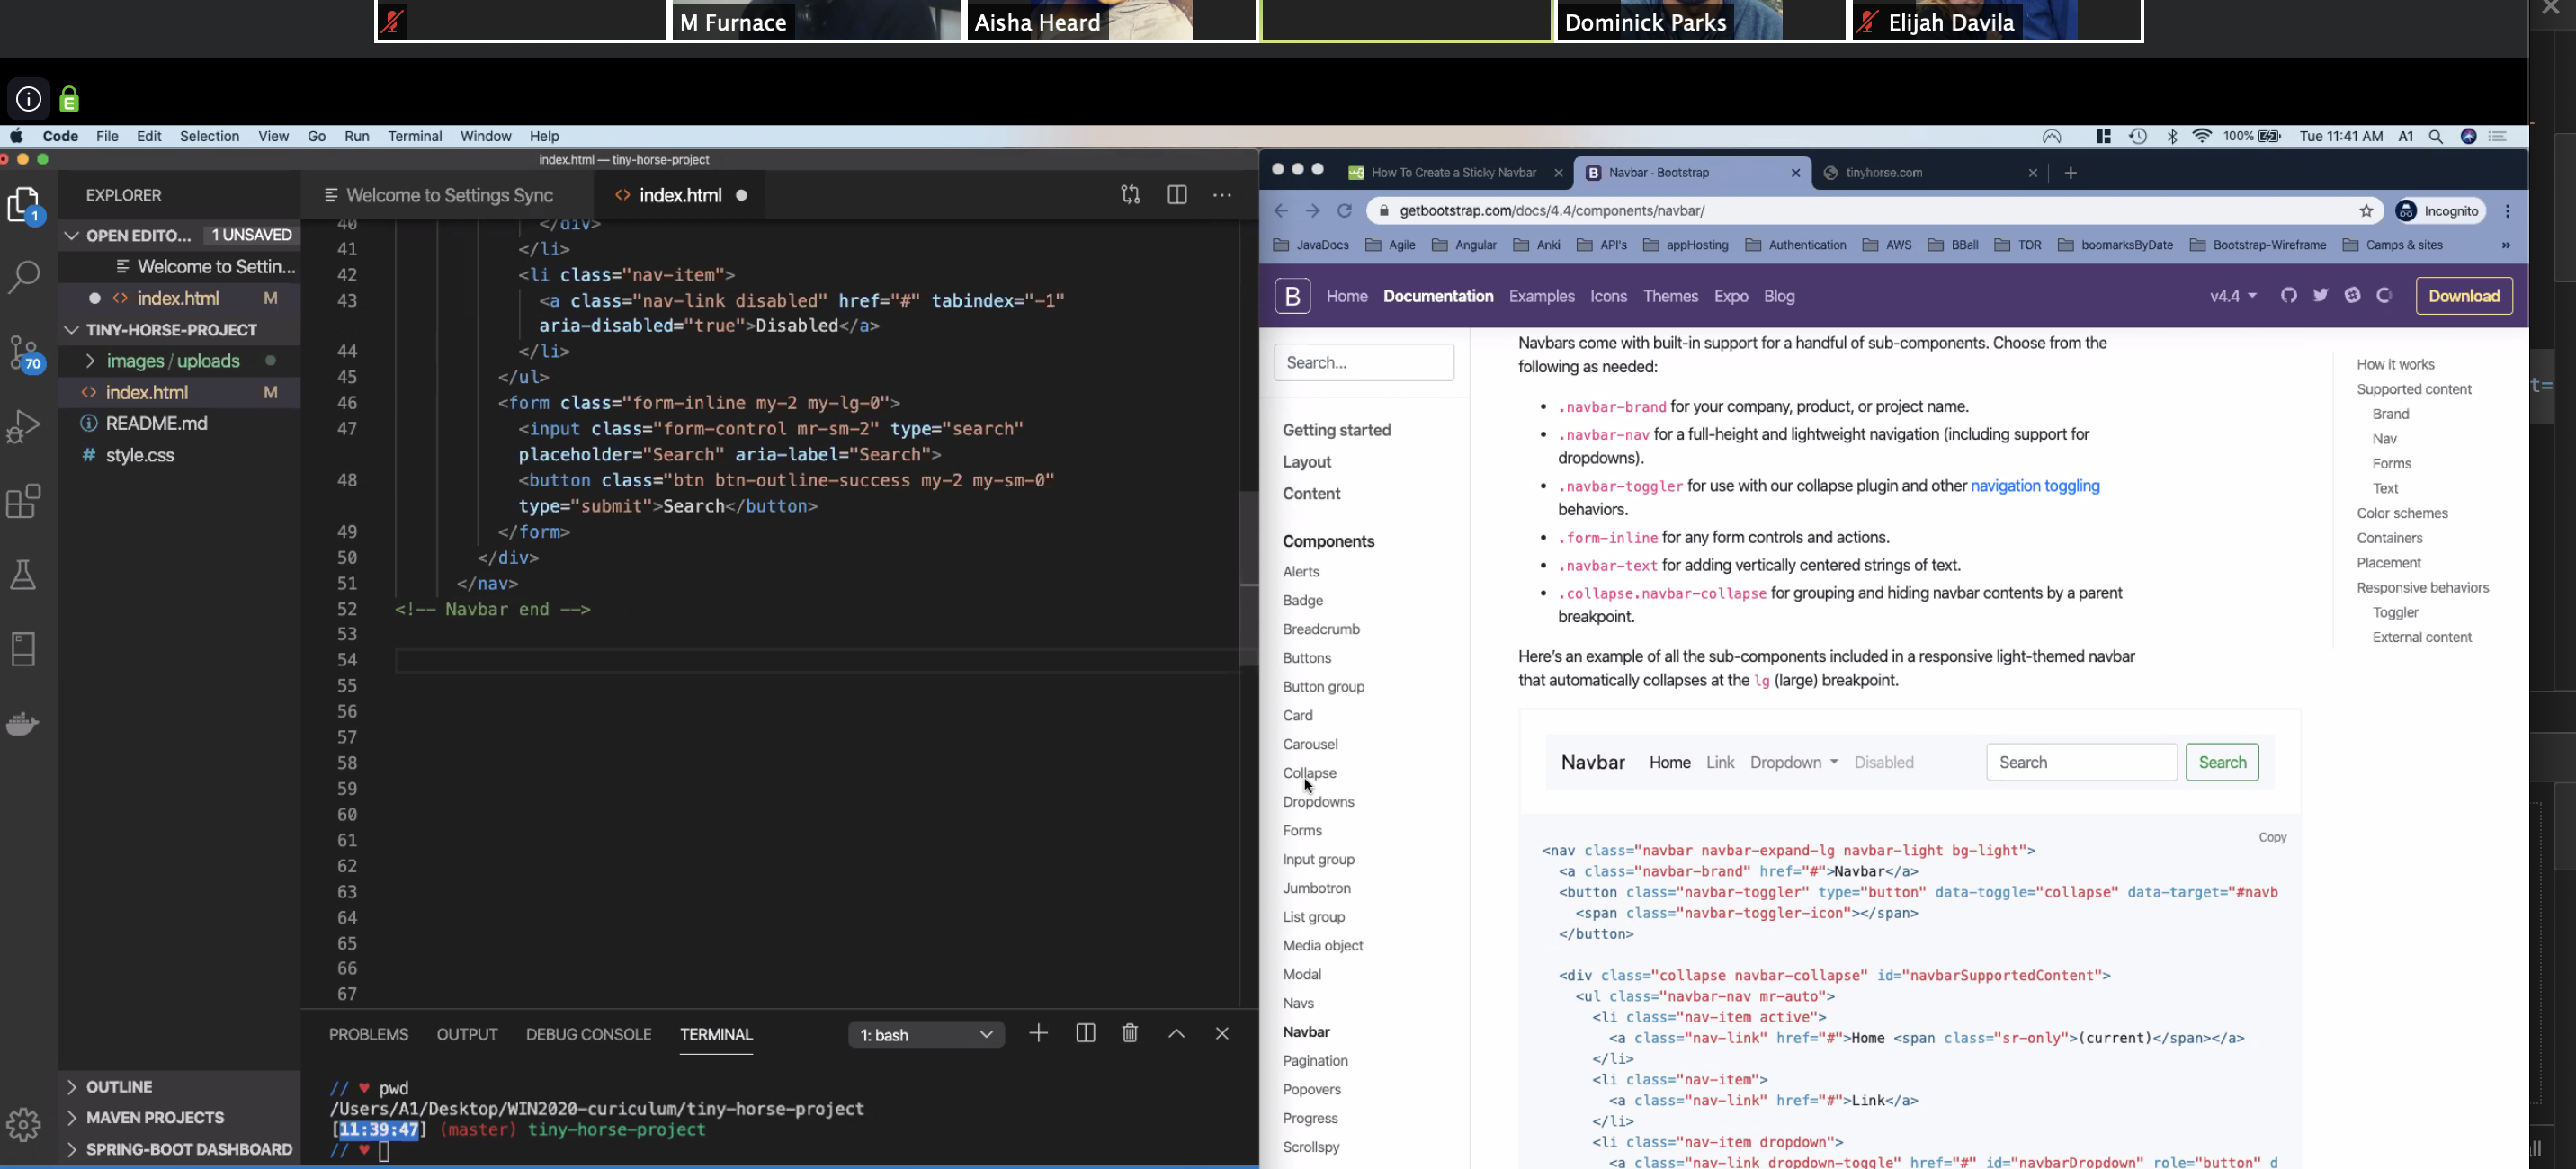 M Furnace
Aisha Heard
Dominick Parks
Elijah Davila
Code File Edit Selection View Go Run Terminal Window Help
100% Tue 11:41 AM A1
index.html — tiny-horse-project
EXPLORER
Welcome to Settings Sync
<> index.html
OPEN EDITO... 1 UNSAVED
Welcome to Settin...
<> index.html M
TINY-HORSE-PROJECT
images / uploads
<> index.html M
README.md
# style.css
1
70
OUTLINE
MAVEN PROJECTS
SPRING-BOOT DASHBOARD
40 </div>
41 </li>
42 <li class="nav-item">
43 <a class="nav-link disabled" href="#" tabindex="-1"
aria-disabled="true">Disabled</a>
44 </li>
45 </ul>
46 <form class="form-inline my-2 my-lg-0">
47 <input class="form-control mr-sm-2" type="search"
placeholder="Search" aria-label="Search">
48 <button class="btn btn-outline-success my-2 my-sm-0"
type="submit">Search</button>
49 </form>
50 </div>
51 </nav>
52 <!-- Navbar end -->
53
54
55
56
57
58
59
60
61
62
63
64
65
66
67
PROBLEMS OUTPUT DEBUG CONSOLE TERMINAL
1: bash
// ♥ pwd
/Users/A1/Desktop/WIN2020-curiculum/tiny-horse-project
[11:39:47] (master) tiny-horse-project
// ♥
How To Create a Sticky Navbar
B Navbar · Bootstrap
tinyhorse.com
getbootstrap.com/docs/4.4/components/navbar/
Incognito
JavaDocs Agile Angular Anki API's appHosting Authentication AWS BBall TOR boomarksByDate Bootstrap-Wireframe Camps & sites »
B Home Documentation Examples Icons Themes Expo Blog
v4.4
Download
Search...
Getting started
Layout
Content
Components
Alerts
Badge
Breadcrumb
Buttons
Button group
Card
Carousel
Collapse
Dropdowns
Forms
Input group
Jumbotron
List group
Media object
Modal
Navs
Navbar
Pagination
Popovers
Progress
Scrollspy
Navbars come with built-in support for a handful of sub-components. Choose from the
following as needed:
• .navbar-brand for your company, product, or project name.
• .navbar-nav for a full-height and lightweight navigation (including support for
dropdowns).
• .navbar-toggler for use with our collapse plugin and other navigation toggling
behaviors.
• .form-inline for any form controls and actions.
• .navbar-text for adding vertically centered strings of text.
• .collapse.navbar-collapse for grouping and hiding navbar contents by a parent
breakpoint.
Here's an example of all the sub-components included in a responsive light-themed navbar
that automatically collapses at the lg (large) breakpoint.
Navbar Home Link Dropdown Disabled Search Search
Copy
<nav class="navbar navbar-expand-lg navbar-light bg-light">
<a class="navbar-brand" href="#">Navbar</a>
<button class="navbar-toggler" type="button" data-toggle="collapse" data-target="#navb
<span class="navbar-toggler-icon"></span>
</button>
<div class="collapse navbar-collapse" id="navbarSupportedContent">
<ul class="navbar-nav mr-auto">
<li class="nav-item active">
<a class="nav-link" href="#">Home <span class="sr-only">(current)</span></a>
</li>
<li class="nav-item">
<a class="nav-link" href="#">Link</a>
</li>
<li class="nav-item dropdown">
<a class="nav-link dropdown-toggle" href="#" id="navbarDropdown" role="button" d
How it works
Supported content
Brand
Nav
Forms
Text
Color schemes
Containers
Placement
Responsive behaviors
Toggler
External content
t=